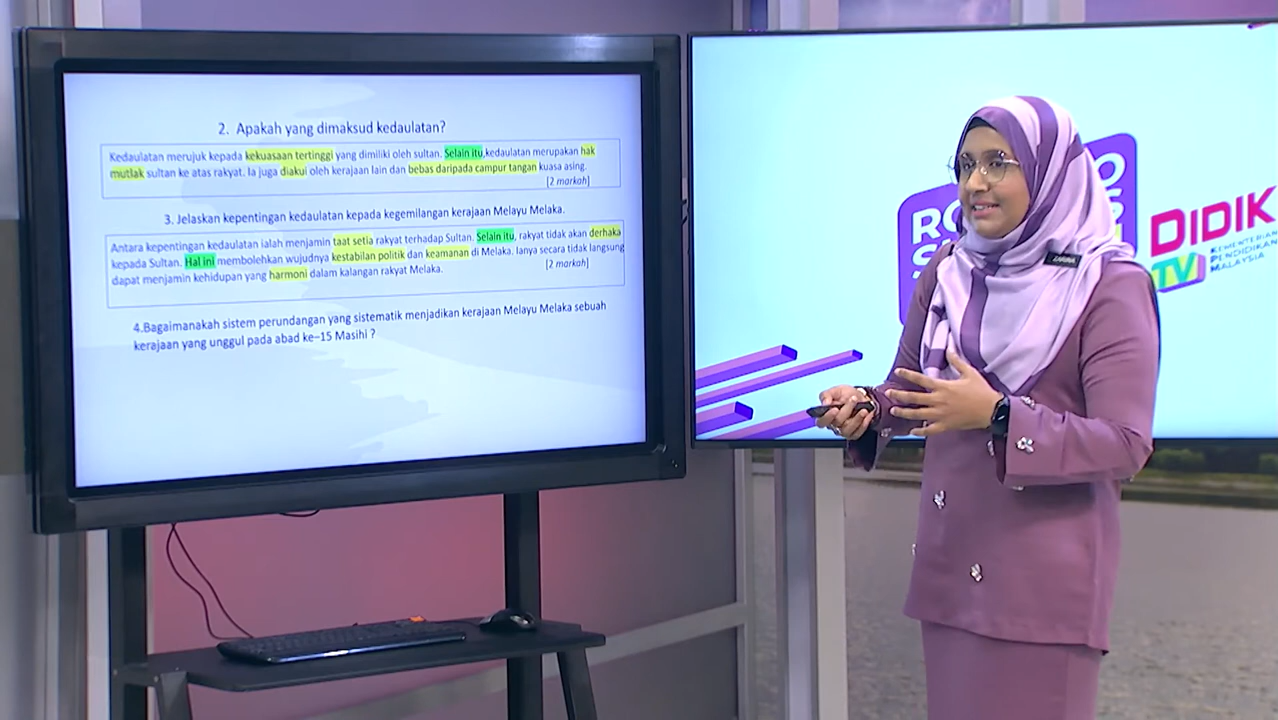 2. Apakah yang dimaksud kedaulatan?
Kedaulatan merujuk kepada kekuasaan tertinggi yang dimiliki oleh sultan. Selain itu,kedaulatan merupakan hak
mutlak sultan ke atas rakyat. Ia juga diakui oleh kerajaan lain dan bebas daripada campur tangan kuasa asing.
[2 markah]
3. Jelaskan kepentingan kedaulatan kepada kegemilangan kerajaan Melayu Melaka.
Antara kepentingan kedaulatan ialah menjamin taat setia rakyat terhadap Sultan. Selain itu, rakyat tidak akan derhaka
kepada Sultan. Hal ini membolehkan wujudnya kestabilan politik dan keamanan di Melaka. Ianya secara tidak langsung
dapat menjamin kehidupan yang harmoni dalam kalangan rakyat Melaka.
[2 markah]
4.Bagaimanakah sistem perundangan yang sistematik menjadikan kerajaan Melayu Melaka sebuah
kerajaan yang unggul pada abad ke–15 Masihi ?
DIDIK
TV
KEMENTERIAN
PENDIDIKAN
MALAYSIA